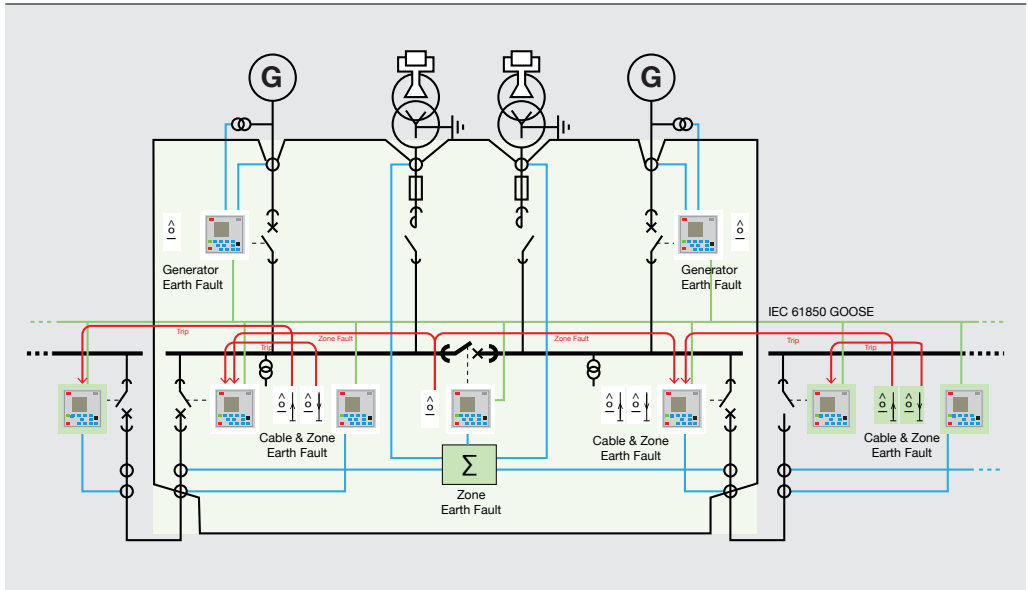 G
G
Generator
Earth Fault
Generator
Earth Fault
IEC 61850 GOOSE
Trip
Zone Fault
Zone Fault
Trip
Trip
Trip
Cable & Zone
Earth Fault
Cable & Zone
Earth Fault
Cable & Zone
Earth Fault
Σ
Zone
Earth Fault